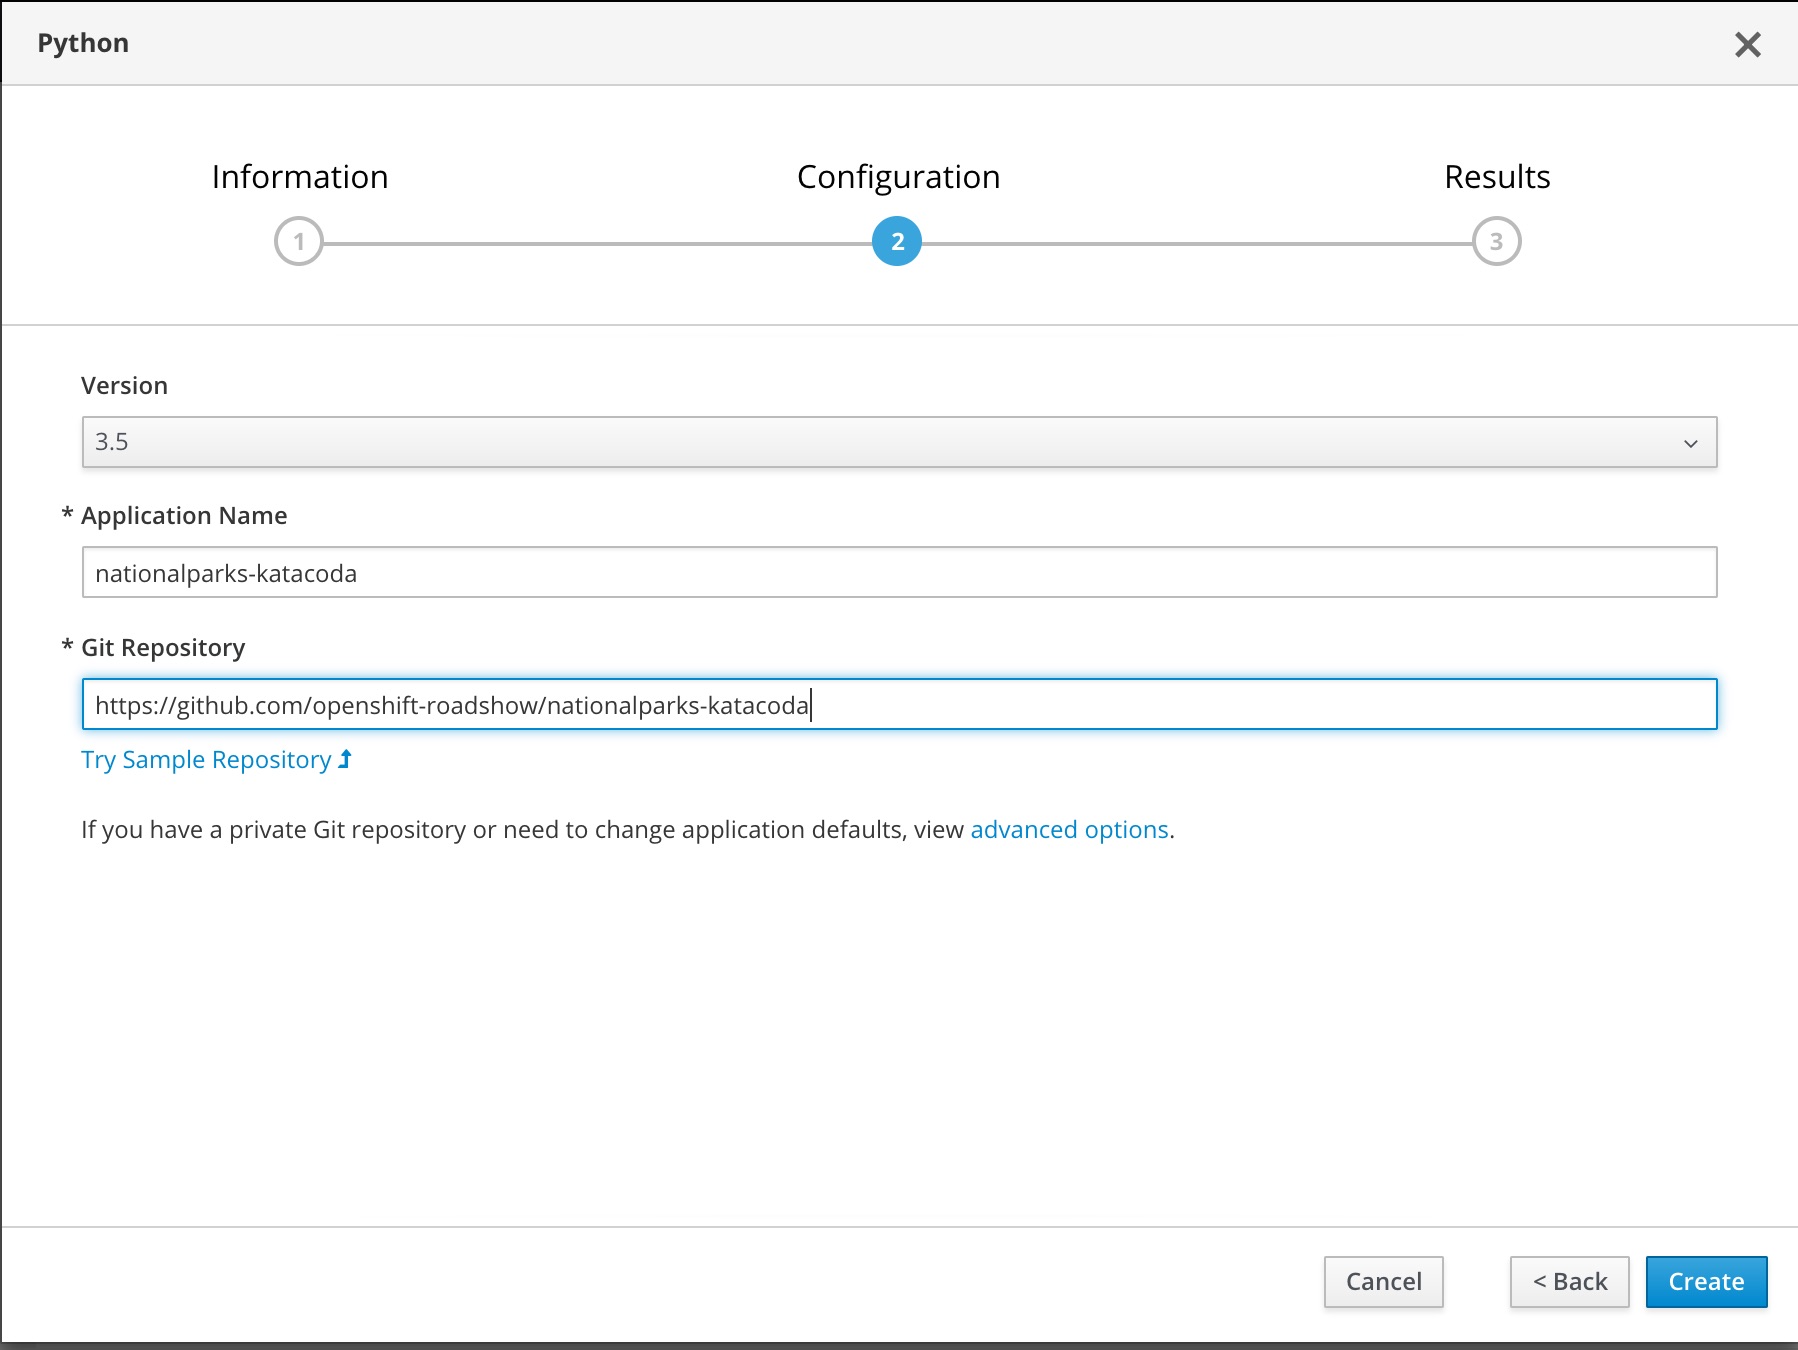 Python
Information
Configuration
Results
1
2
3
Version
3.5
* Application Name
nationalparks-katacoda
* Git Repository
https://github.com/openshift-roadshow/nationalparks-katacoda
Try Sample Repository
If you have a private Git repository or need to change application defaults, view advanced options.
Cancel
< Back
Create